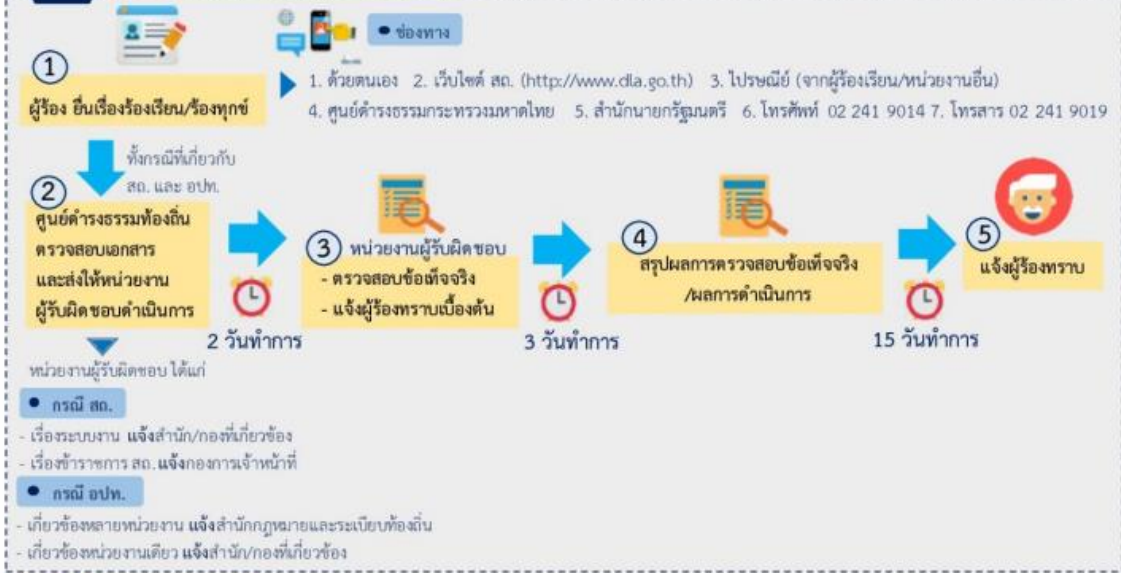 ● ช่องทาง
1
ผู้ร้อง ยื่นเรื่องร้องเรียน/ร้องทุกข์
1. ด้วยตนเอง 2. เว็บไซต์ สถ. (http://www.dla.go.th) 3. ไปรษณีย์ (จากผู้ร้องเรียน/หน่วยงานอื่น)
4. ศูนย์ดำรงธรรมกระทรวงมหาดไทย 5. สำนักนายกรัฐมนตรี 6. โทรศัพท์ 02 241 9014 7. โทรสาร 02 241 9019
ทั้งกรณีที่เกี่ยวกับ
สถ. และ อปท.
2
ศูนย์ดำรงธรรมท้องถิ่น
ตรวจสอบเอกสาร
และส่งให้หน่วยงาน
ผู้รับผิดชอบดำเนินการ
2 วันทำการ
3 หน่วยงานผู้รับผิดชอบ
- ตรวจสอบข้อเท็จจริง
- แจ้งผู้ร้องทราบเบื้องต้น
3 วันทำการ
4
สรุปผลการตรวจสอบข้อเท็จจริง
/ผลการดำเนินการ
15 วันทำการ
5
แจ้งผู้ร้องทราบ
หน่วยงานผู้รับผิดชอบ ได้แก่
● กรณี สถ.
- เรื่องระบบงาน แจ้งสำนัก/กองที่เกี่ยวข้อง
- เรื่องข้าราชการ สถ. แจ้งกองการเจ้าหน้าที่
● กรณี อปท.
- เกี่ยวข้องหลายหน่วยงาน แจ้งสำนักกฎหมายและระเบียบท้องถิ่น
- เกี่ยวข้องหน่วยงานเดียว แจ้งสำนัก/กองที่เกี่ยวข้อง